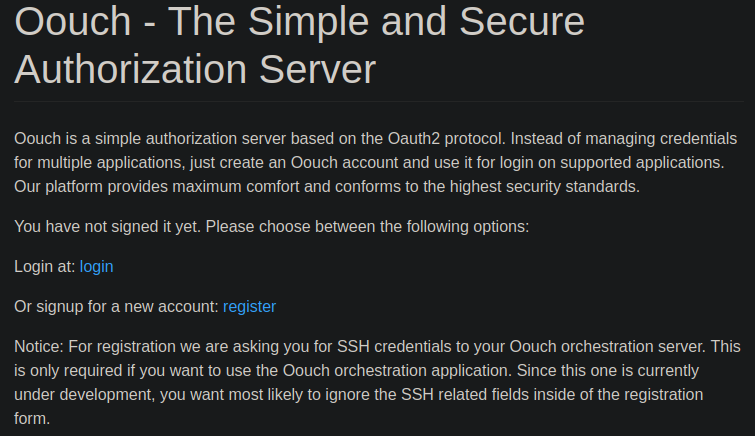 Oouch - The Simple and Secure
Authorization Server
Oouch is a simple authorization server based on the Oauth2 protocol. Instead of managing credentials
for multiple applications, just create an Oouch account and use it for login on supported applications.
Our platform provides maximum comfort and conforms to the highest security standards.
You have not signed it yet. Please choose between the following options:
Login at: login
Or signup for a new account: register
Notice: For registration we are asking you for SSH credentials to your Oouch orchestration server. This
is only required if you want to use the Oouch orchestration application. Since this one is currently
under development, you want most likely to ignore the SSH related fields inside of the registration
form.